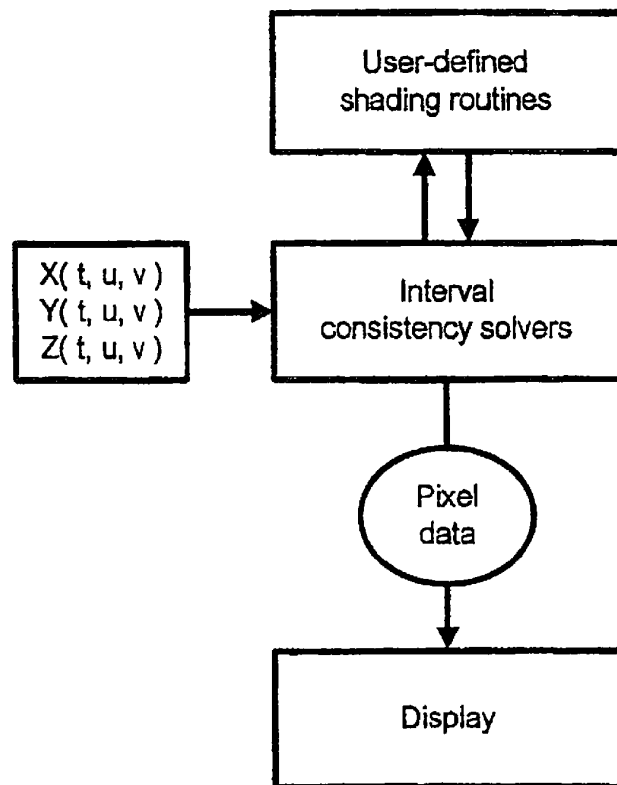 User-defined
shading routines
X( t, u, v )
Y( t, u, v )
Z( t, u, v )
Interval
consistency solvers
Pixel
data
Display